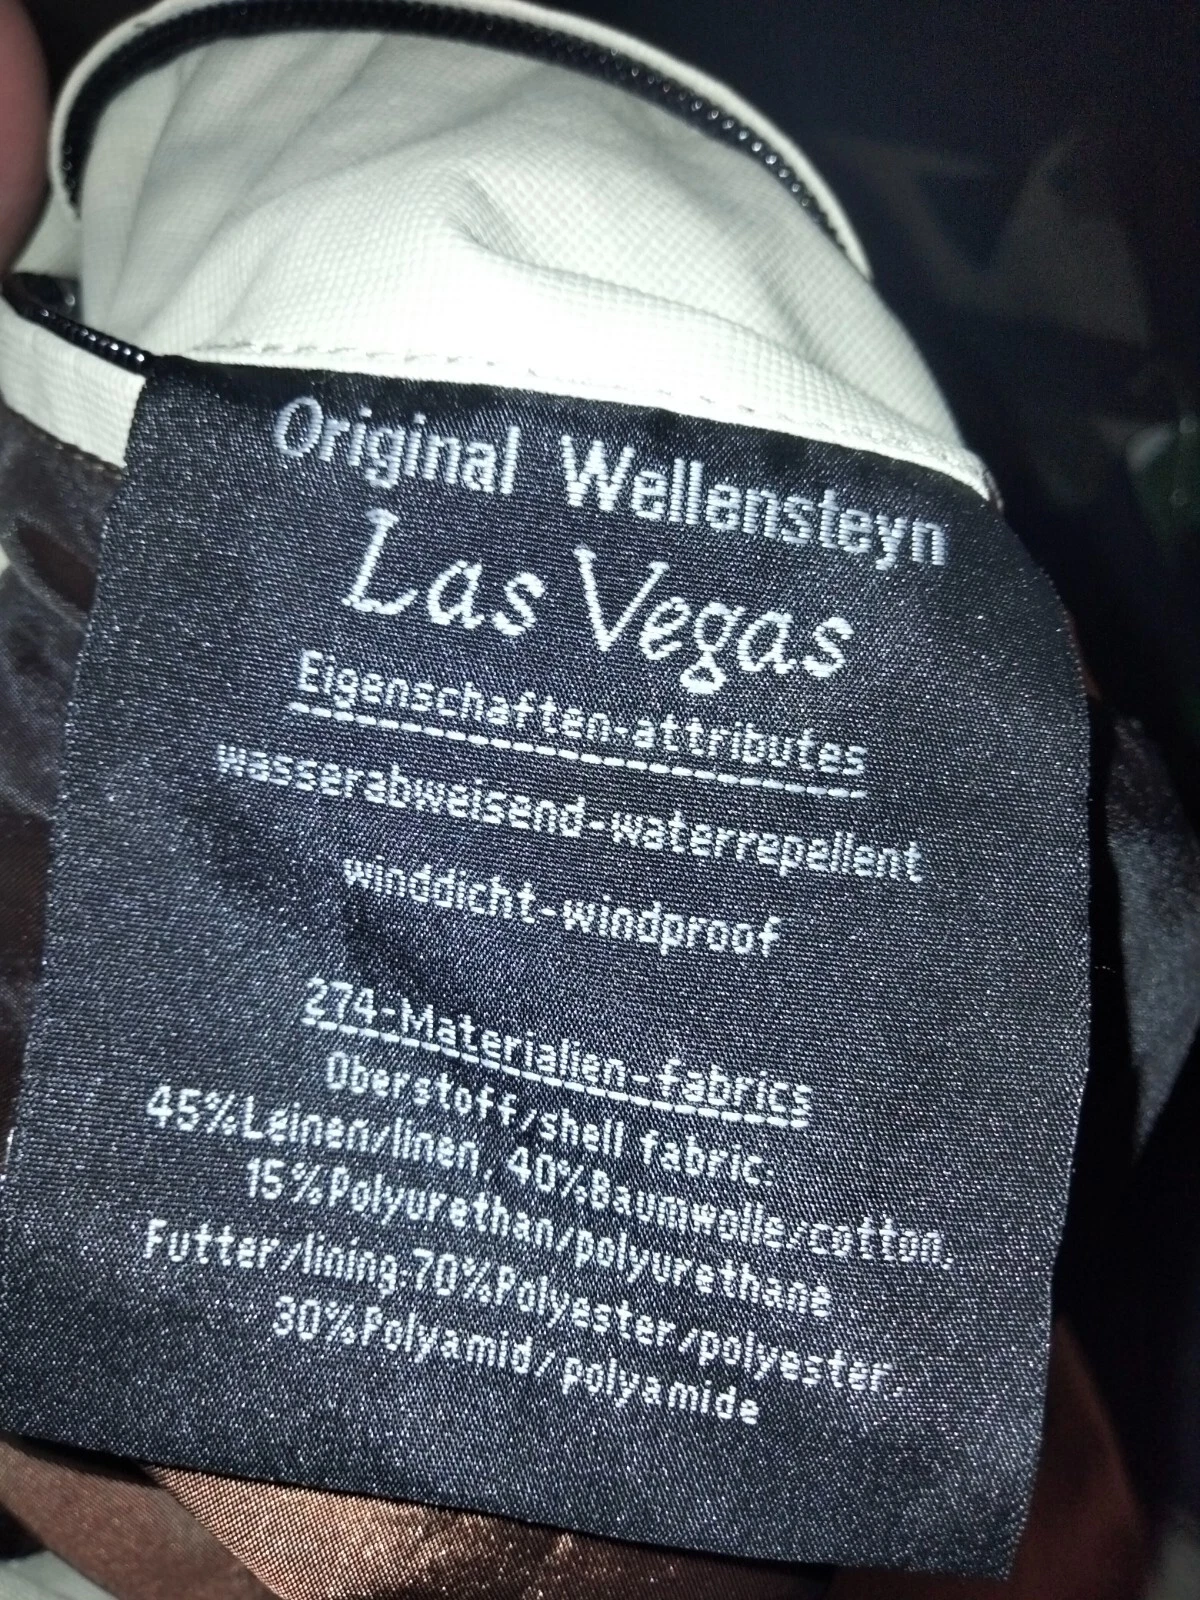 Original Wellensteyn
Las Vegas
Eigenschaften-attributes
wasserabweisend-waterrepellent
winddicht-windproof
274-Materialien-fabrics
Oberstoff/shell fabric:
45%Leinen/linen, 40%Baumwolle/cotton,
15%Polyurethan/polyurethane
Futter/lining:70%Polyester/polyester,
30%Polyamid/polyamide